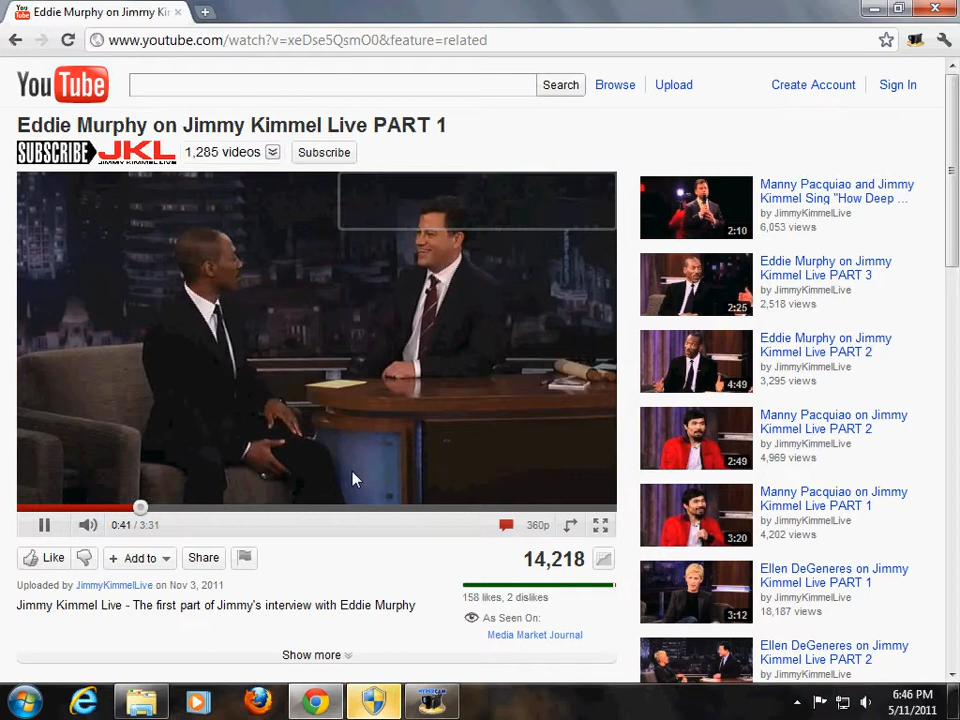 Eddie Murphy on Jimmy Ki
www.youtube.com/watch?v=xeDse5QsmO0&feature=related
YouTube
Search
Browse
Upload
Create Account
Sign In
Eddie Murphy on Jimmy Kimmel Live PART 1
SUBSCRIBE JKL
JIMMY KIMMEL LIVE
1,285 videos
Subscribe
0:41 / 3:31
360p
Like
+ Add to
Share
14,218
Uploaded by JimmyKimmelLive on Nov 3, 2011
Jimmy Kimmel Live - The first part of Jimmy's interview with Eddie Murphy
158 likes, 2 dislikes
As Seen On:
Media Market Journal
Show more
2:10
Manny Pacquiao and Jimmy
Kimmel Sing "How Deep ...
by JimmyKimmelLive
6,053 views
2:25
Eddie Murphy on Jimmy
Kimmel Live PART 3
by JimmyKimmelLive
2,518 views
4:49
Eddie Murphy on Jimmy
Kimmel Live PART 2
by JimmyKimmelLive
3,295 views
2:49
Manny Pacquiao on Jimmy
Kimmel Live PART 2
by JimmyKimmelLive
4,969 views
3:20
Manny Pacquiao on Jimmy
Kimmel Live PART 1
by JimmyKimmelLive
4,202 views
3:12
Ellen DeGeneres on Jimmy
Kimmel Live PART 1
by JimmyKimmelLive
18,187 views
Ellen DeGeneres on Jimmy
Kimmel Live PART 2
by JimmyKimmelLive
HYPERCAM
6:46 PM
5/11/2011